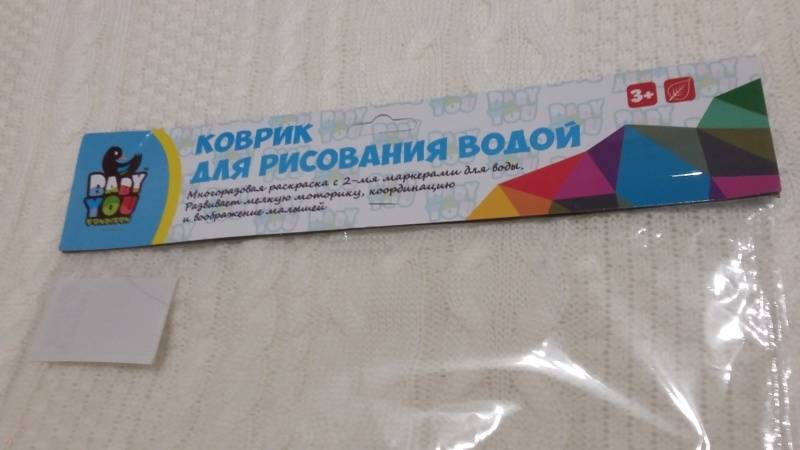 КОВРИК
ДЛЯ РИСОВАНИЯ ВОДОЙ
Многоразовая раскраска с 2-мя маркерами для воды.
Развивает мелкую моторику, координацию
и воображение малышей
3+
BABY
YOU
BONDIBON